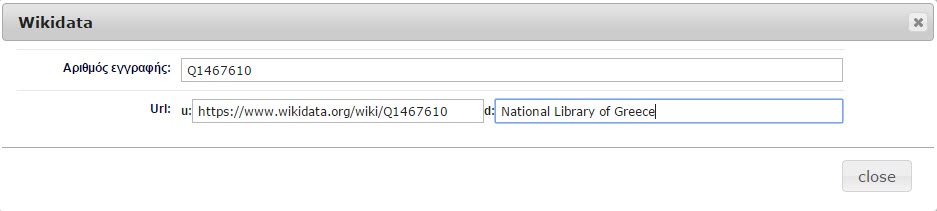 Wikidata
Αριθμός εγγραφής: Q1467610
Url: u: https://www.wikidata.org/wiki/Q1467610 d: National Library of Greece
close